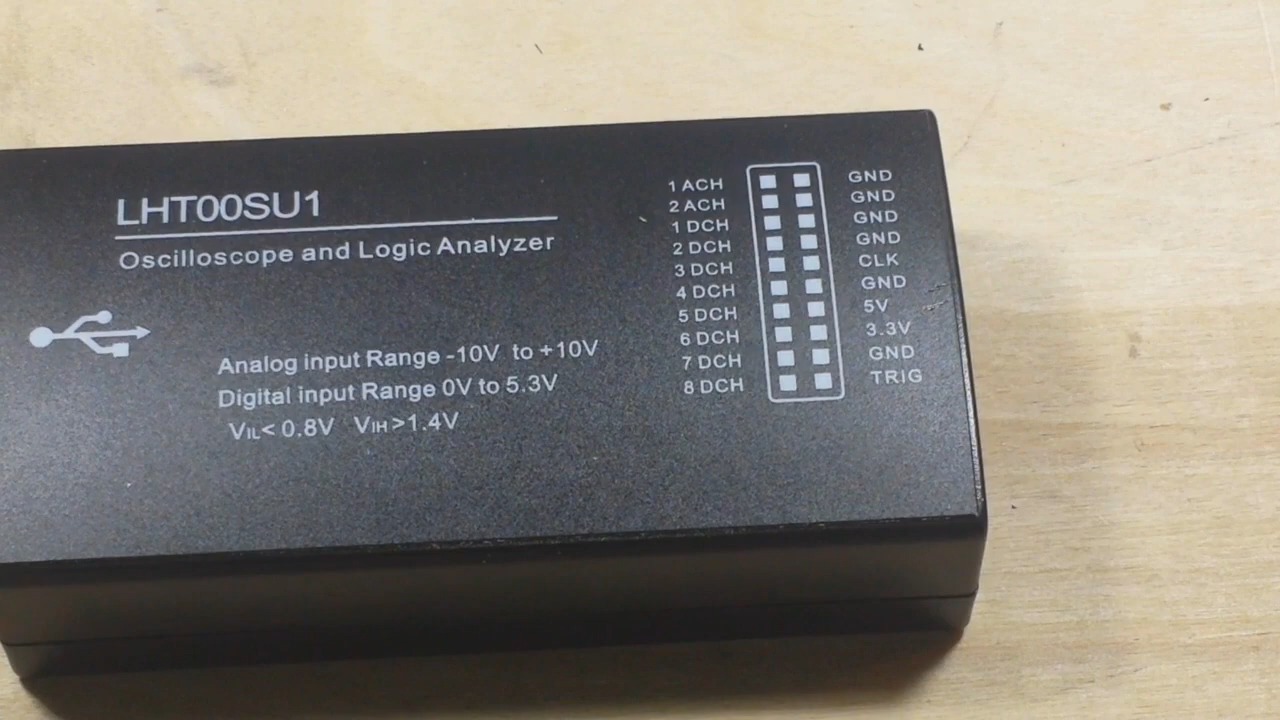 LHT00SU1
Oscilloscope and Logic Analyzer
Analog input Range -10V to +10V
Digital input Range 0V to 5.3V
VIL< 0.8V VIH>1.4V
1 ACH GND
2 ACH GND
1 DCH GND
2 DCH GND
3 DCH CLK
4 DCH GND
5 DCH 5V
6 DCH 3.3V
7 DCH GND
8 DCH TRIG